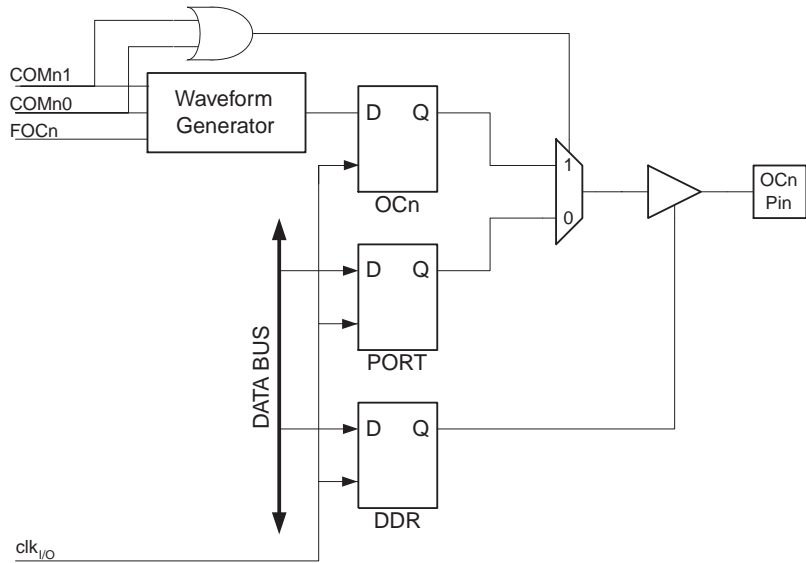 COMn1
COMn0
FOCn
Waveform
Generator
D Q
OCn
1
0
OCn
Pin
D Q
PORT
DATA BUS
D Q
DDR
clkI/O